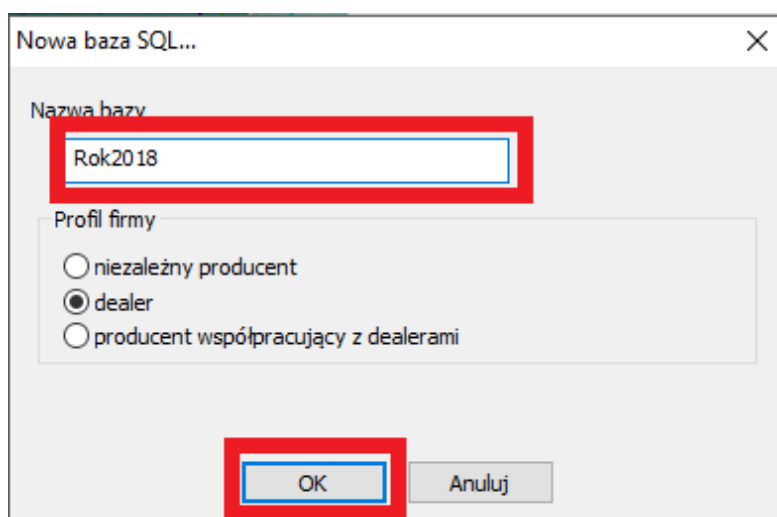 Nowa baza SQL...
Nazwa bazy
Rok2018
Profil firmy
niezależny producent
dealer
producent współpracujący z dealerami
OK
Anuluj